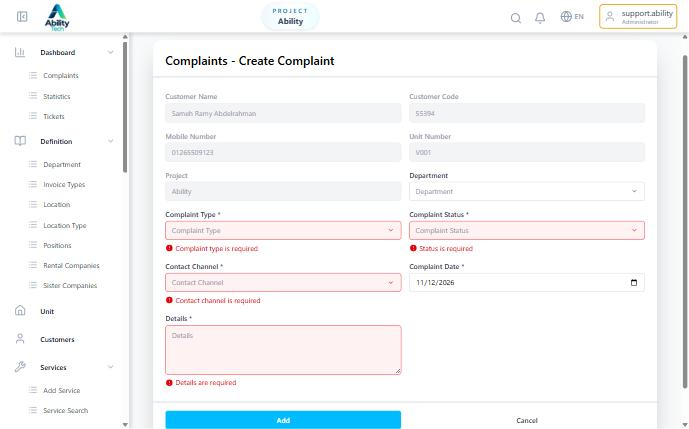 Ability
Tech
PROJECT
Ability
EN
support.ability
Administrator
Dashboard
Complaints
Statistics
Tickets
Definition
Department
Invoice Types
Location
Location Type
Positions
Rental Companies
Sister Companies
Unit
Customers
Services
Add Service
Service Search
Complaints - Create Complaint
Customer Name
Customer Code
Sameh Ramy Abdelrahman
55394
Mobile Number
Unit Number
01265509123
V001
Project
Department
Ability
Department
Complaint Type *
Complaint Status *
Complaint Type
Complaint Status
Complaint type is required
Status is required
Contact Channel *
Complaint Date *
Contact Channel
11/12/2026
Contact channel is required
Details *
Details
Details are required
Add
Cancel